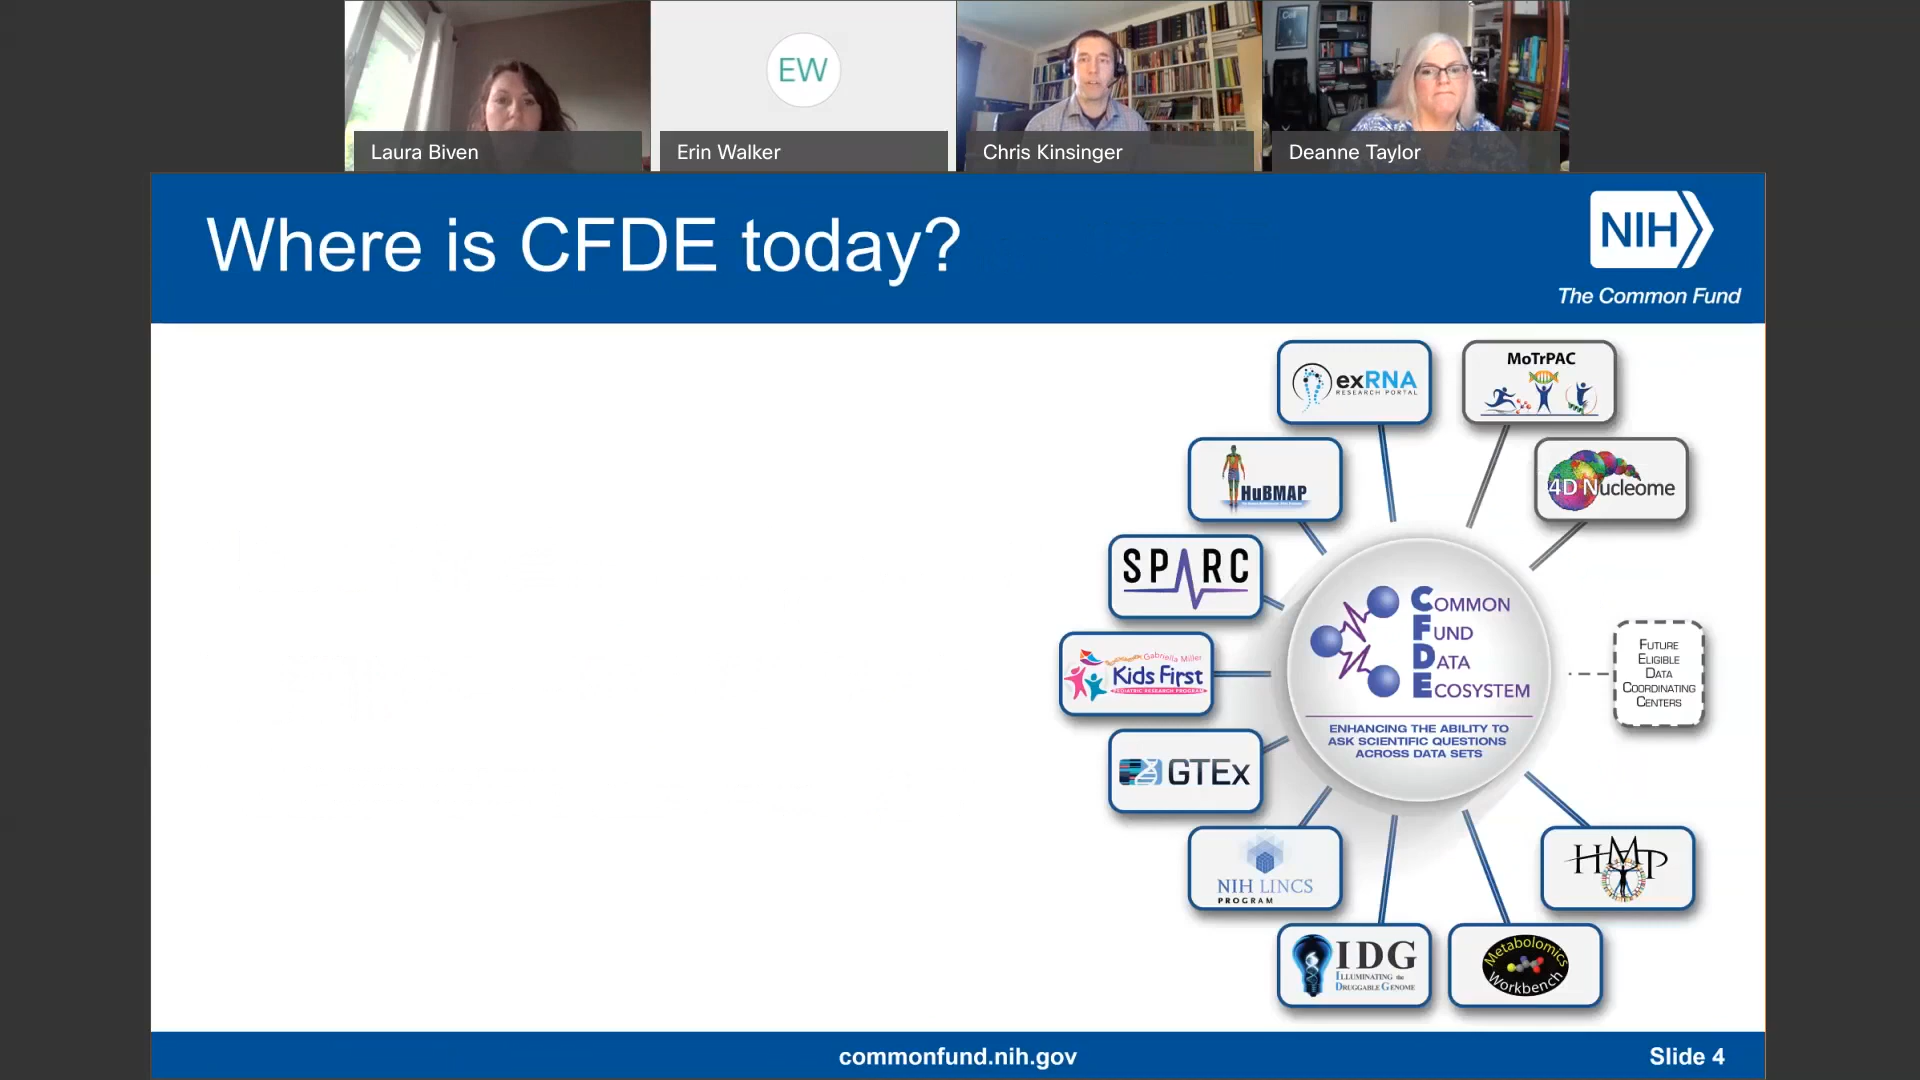 EW
Laura Biven
Erin Walker
Chris Kinsinger
Deanne Taylor
Where is CFDE today?
NIH
The Common Fund
exRNA
RESEARCH PORTAL
MoTrPAC
HuBMAP
4D Nucleome
SPARC
Gabriella Miller
Kids First
PEDIATRIC RESEARCH PROGRAM
COMMON
FUND
DATA
ECOSYSTEM
ENHANCING THE ABILITY TO
ASK SCIENTIFIC QUESTIONS
ACROSS DATA SETS
FUTURE
ELIGIBLE
DATA
COORDINATING
CENTERS
GTEx
NIH LINCS
PROGRAM
HMP
IDG
ILLUMINATING the
DRUGGABLE GENOME
Metabolomics
Workbench
commonfund.nih.gov
Slide 4